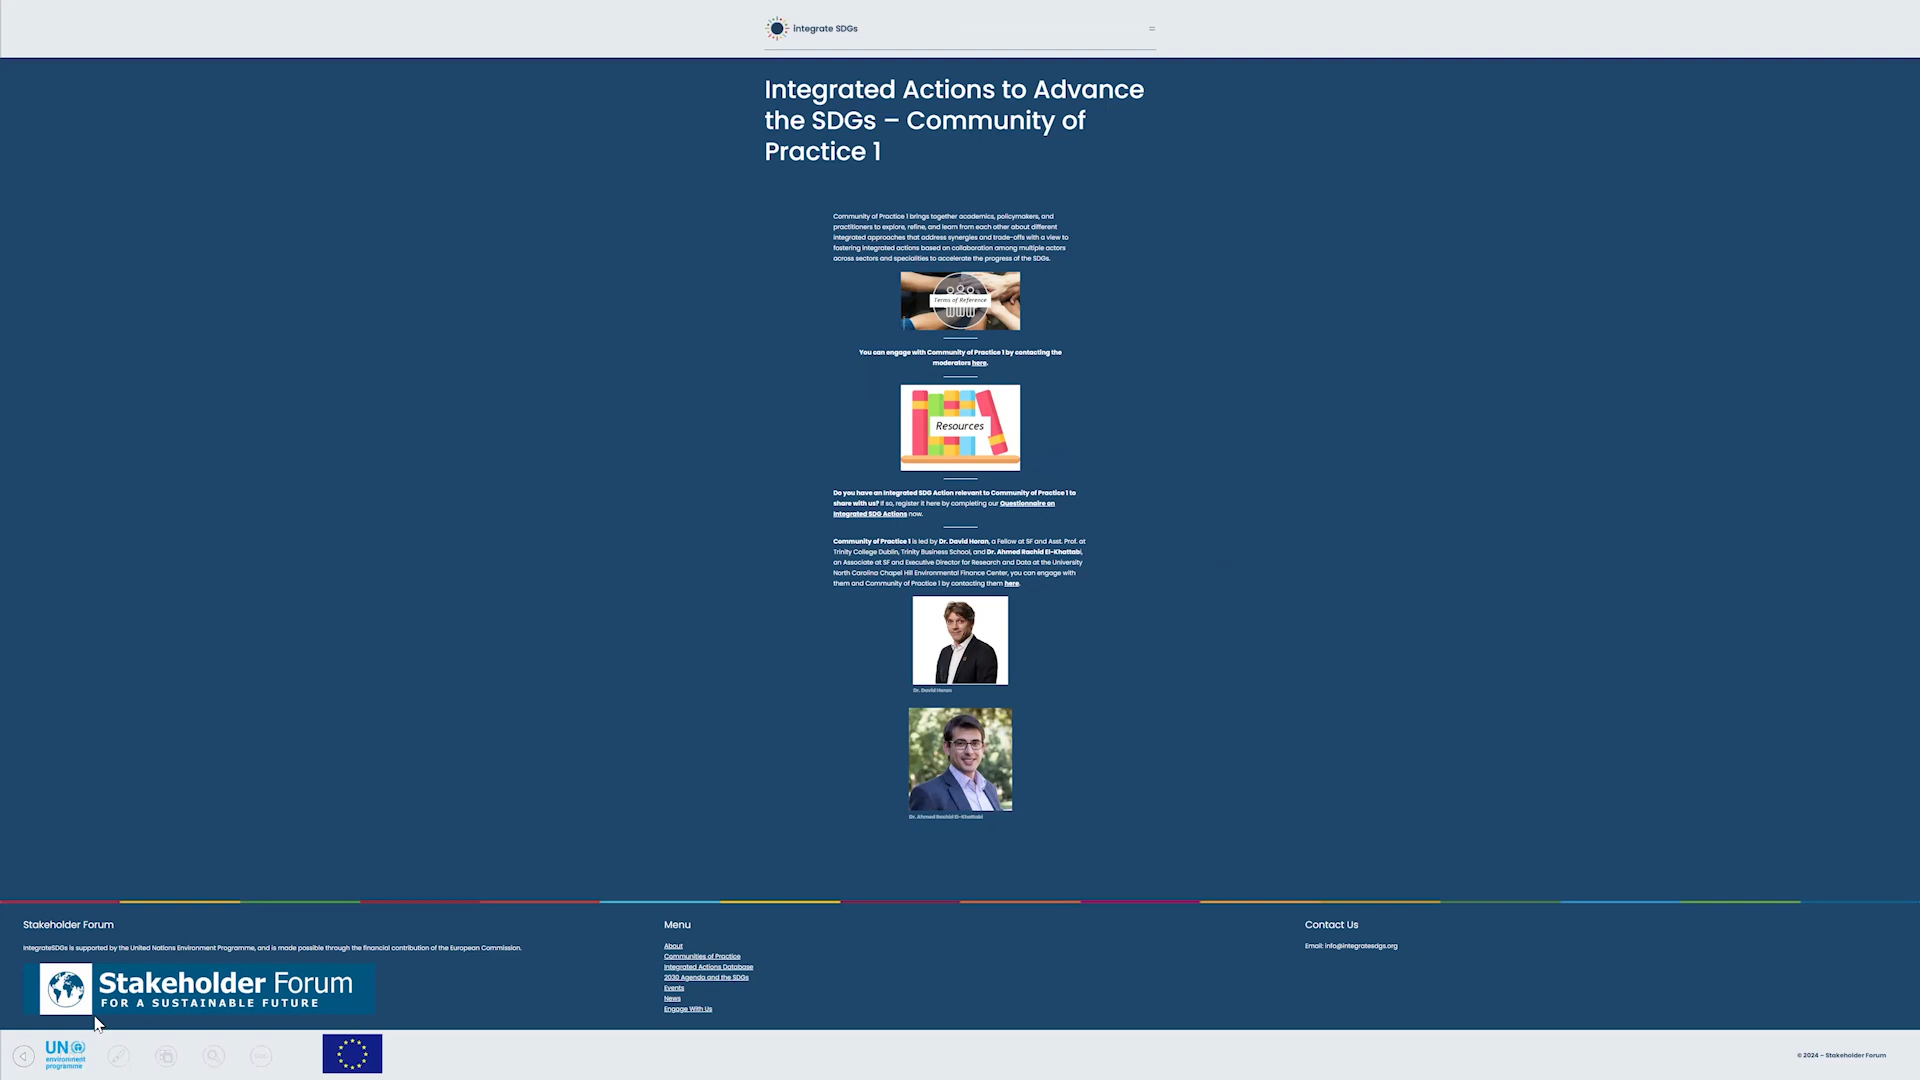 integrate SDGs
Integrated Actions to Advance
the SDGs – Community of
Practice 1
Community of Practice 1 brings together academics, policymakers, and
practitioners to explore, refine, and learn from each other about different
integrated approaches that address synergies and trade-offs with a view to
fostering integrated actions based on collaboration among multiple actors
across sectors and specialities to accelerate the progress of the SDGs.
Terms of Reference
You can engage with Community of Practice 1 by contacting the
moderators here.
Resources
Do you have an Integrated SDG Action relevant to Community of Practice 1 to
share with us? If so, register it here by completing our Questionnaire on
Integrated SDG Actions now.
Community of Practice 1 is led by Dr. David Horan, a Fellow at SF and Asst. Prof. at
Trinity College Dublin, Trinity Business School, and Dr. Ahmed Rachid El-Khattabi,
an Associate at SF and Executive Director for Research and Data at the University
North Carolina Chapel Hill Environmental Finance Center, you can engage with
them and Community of Practice 1 by contacting them here.
Dr. David Horan
Dr. Ahmed Rachid El-Khattabi
Stakeholder Forum
IntegrateSDGs is supported by the United Nations Environment Programme, and is made possible through the financial contribution of the European Commission.
Stakeholder Forum
FOR A SUSTAINABLE FUTURE
UN
environment
programme
Menu
About
Communities of Practice
Integrated Actions Database
2030 Agenda and the SDGs
Events
News
Engage With Us
Contact Us
Email: info@integratesdgs.org
© 2024 – Stakeholder Forum